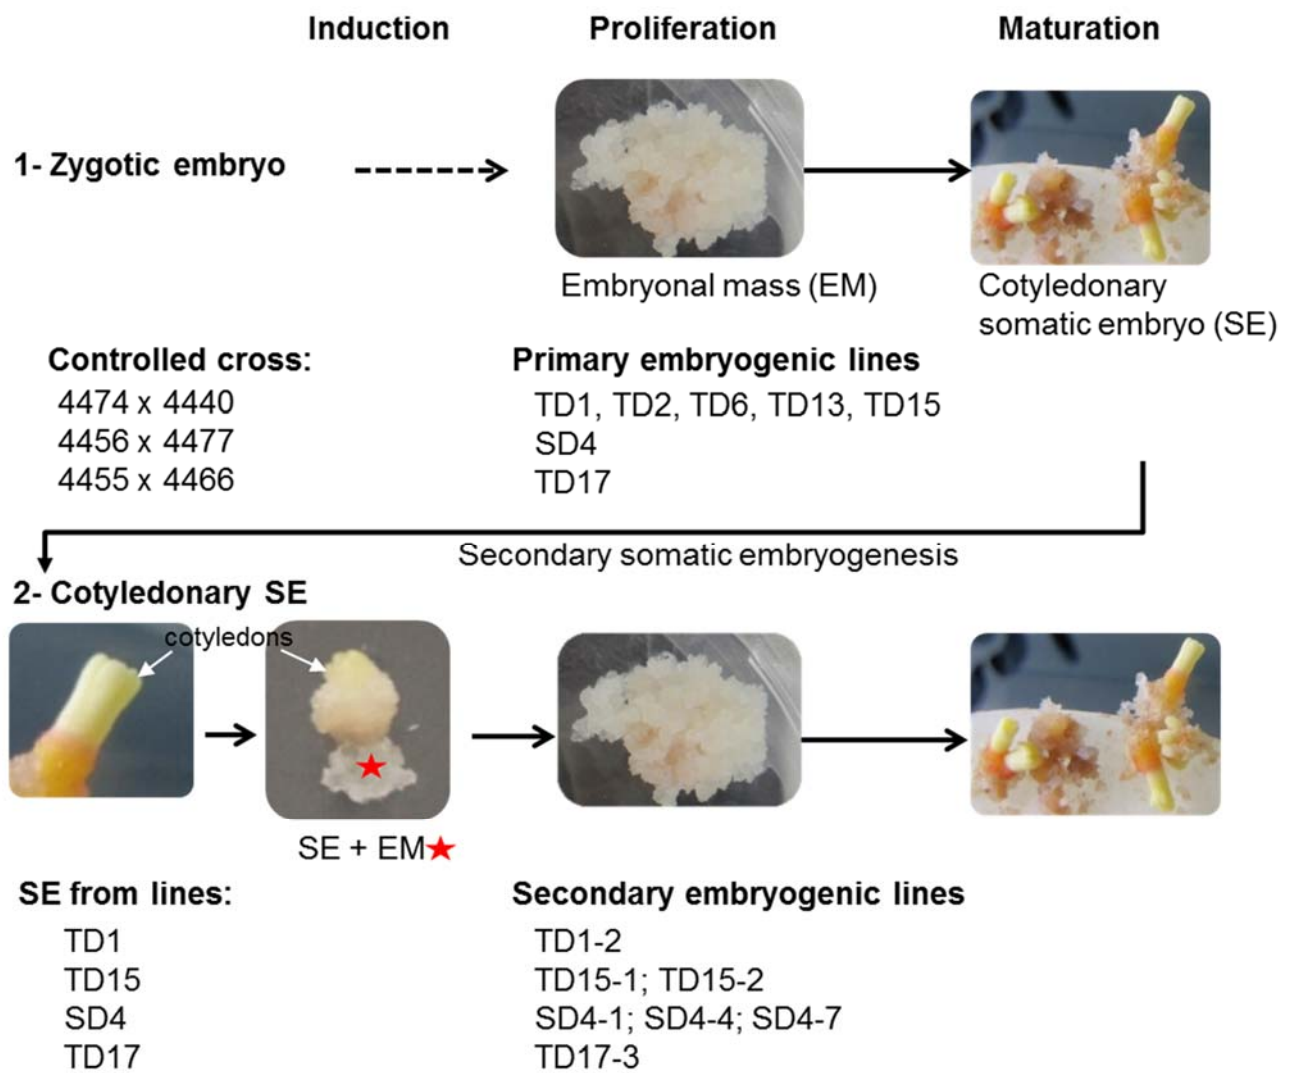 Induction Proliferation Maturation
1- Zygotic embryo
Embryonal mass (EM)
Cotyledonary
somatic embryo (SE)
Controlled cross:
4474 x 4440
4456 x 4477
4455 x 4466
Primary embryogenic lines
TD1, TD2, TD6, TD13, TD15
SD4
TD17
Secondary somatic embryogenesis
2- Cotyledonary SE
cotyledons
SE + EM★
SE from lines:
TD1
TD15
SD4
TD17
Secondary embryogenic lines
TD1-2
TD15-1; TD15-2
SD4-1; SD4-4; SD4-7
TD17-3